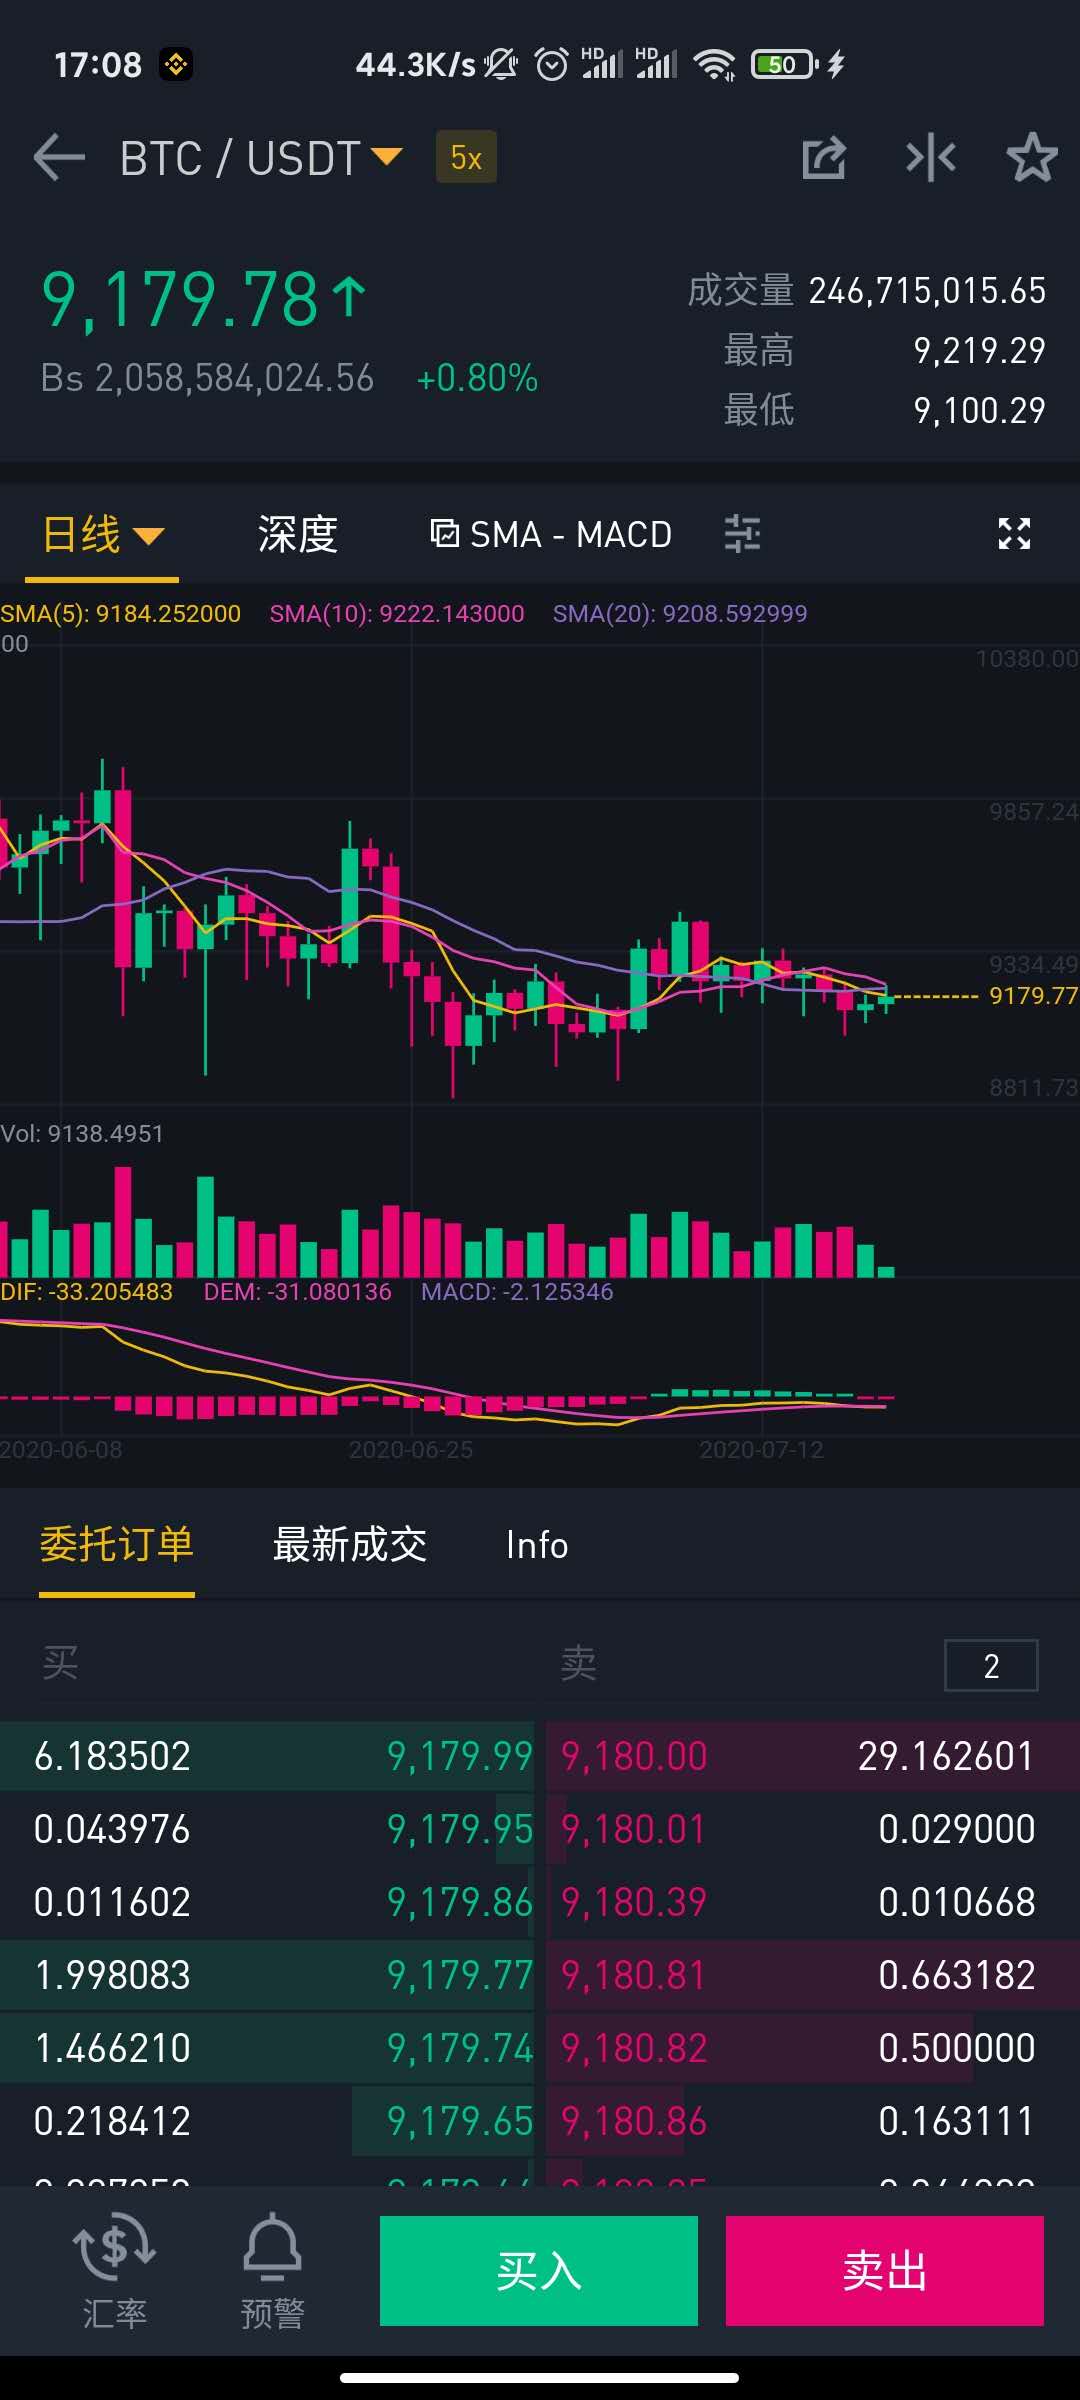 17:08 44.3K/s HD HD 50
BTC / USDT 5x
9,179.78↑
Bs 2,058,584,024.56 +0.80%
成交量 246,715,015.65
最高 9,219.29
最低 9,100.29
日线 深度 SMA - MACD
SMA(5): 9184.252000 SMA(10): 9222.143000 SMA(20): 9208.592999
00
10380.00
9857.24
9334.49
9179.77
8811.73
Vol: 9138.4951
DIF: -33.205483 DEM: -31.080136 MACD: -2.125346
2020-06-08 2020-06-25 2020-07-12
委托订单 最新成交 Info
买 卖 2
6.183502 9,179.99 9,180.00 29.162601
0.043976 9,179.95 9,180.01 0.029000
0.011602 9,179.86 9,180.39 0.010668
1.998083 9,179.77 9,180.81 0.663182
1.466210 9,179.74 9,180.82 0.500000
0.218412 9,179.65 9,180.86 0.163111
汇率 预警 买入 卖出